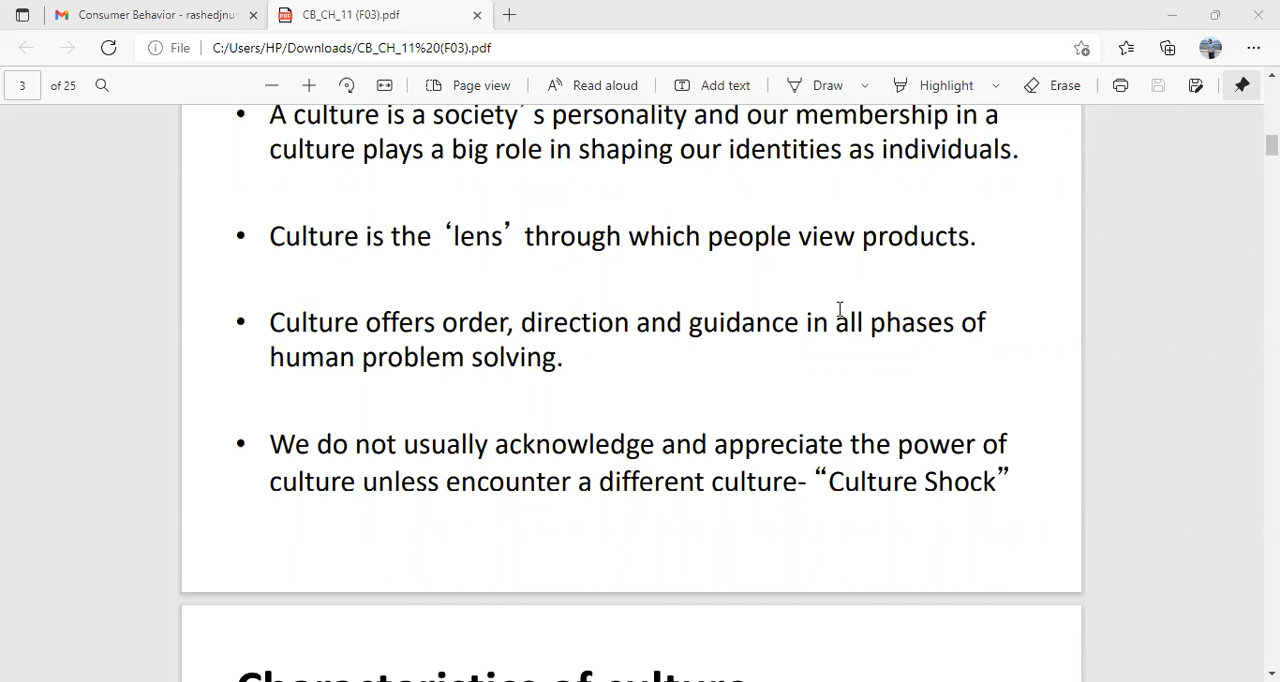 Consumer Behavior - rashedjnu
CB_CH_11 (F03).pdf
File
C:/Users/HP/Downloads/CB_CH_11%20(F03).pdf
3 of 25
Page view
Read aloud
Add text
Draw
Highlight
Erase
• A culture is a society’s personality and our membership in a
culture plays a big role in shaping our identities as individuals.
• Culture is the ‘lens’ through which people view products.
• Culture offers order, direction and guidance in all phases of
human problem solving.
• We do not usually acknowledge and appreciate the power of
culture unless encounter a different culture- “Culture Shock”
Characteristics of culture